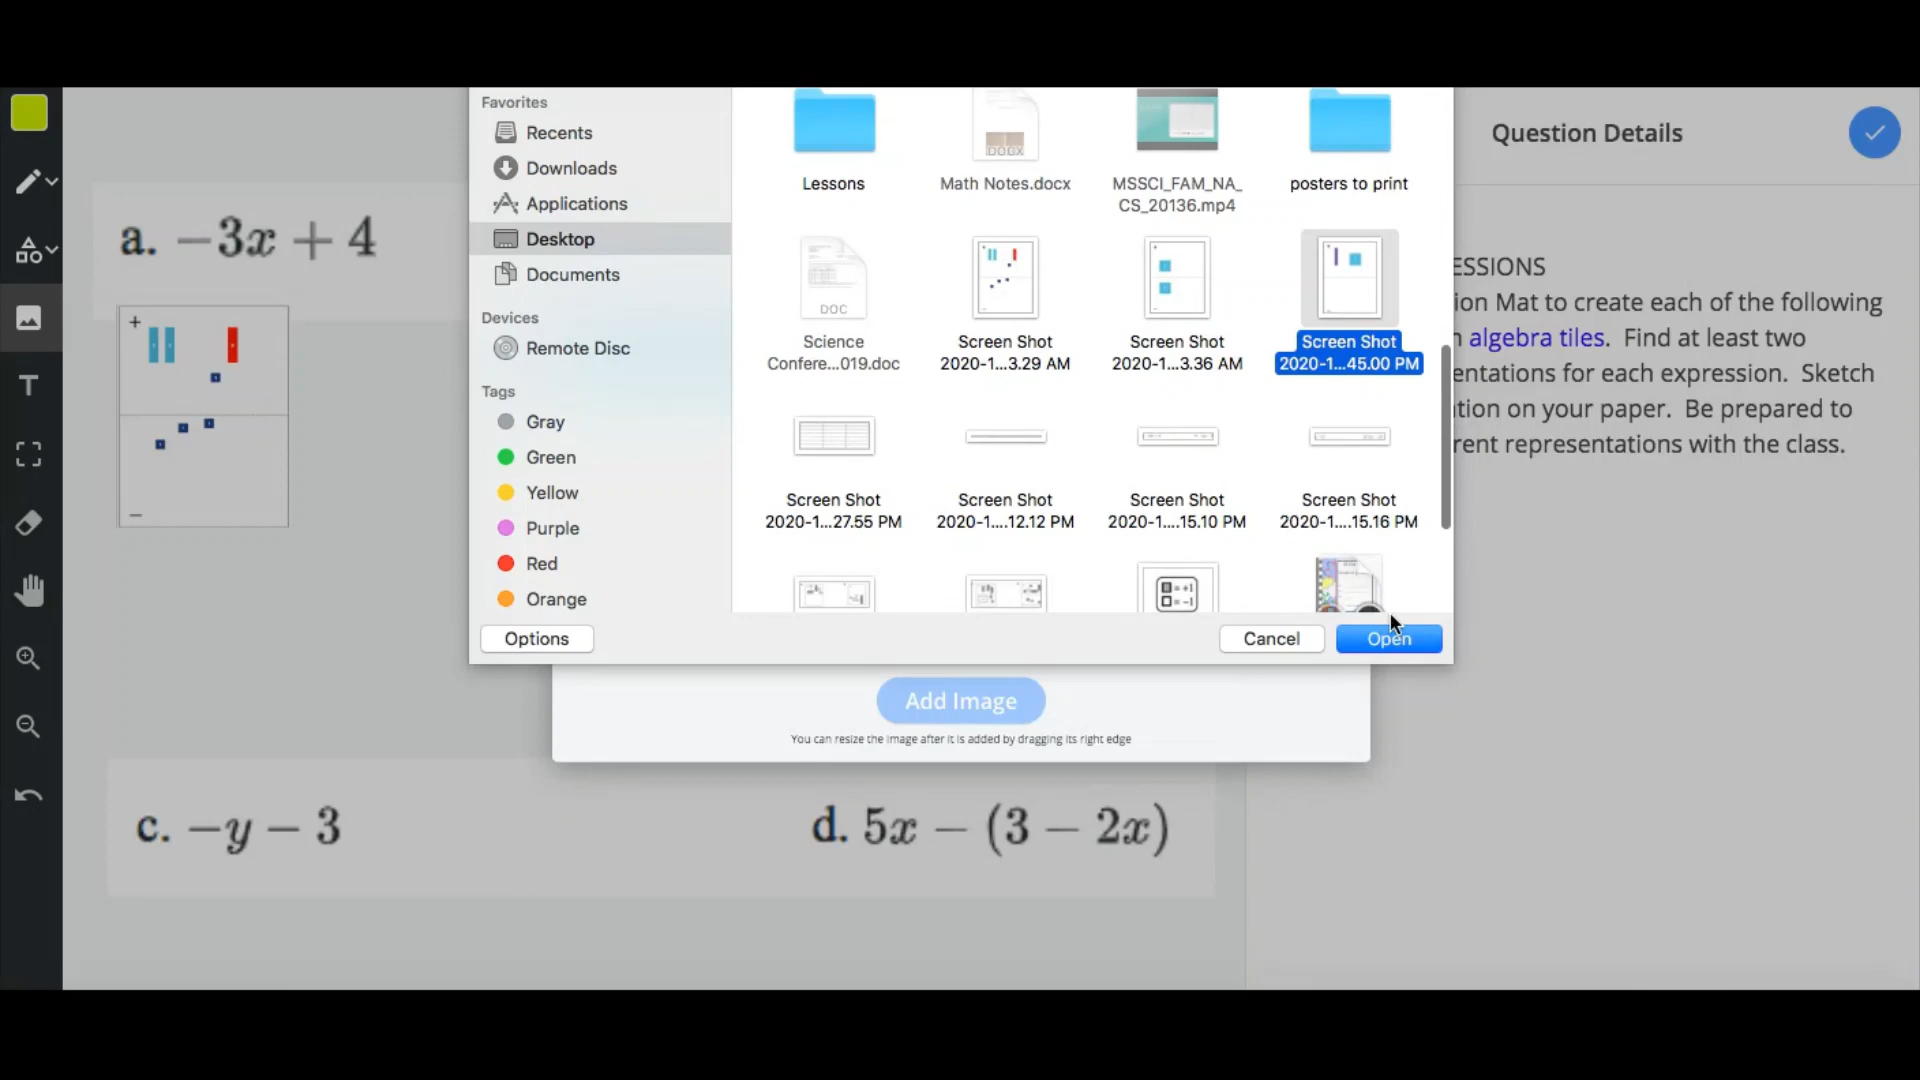 Favorites
Recents
Downloads
Applications
Desktop
Documents
Devices
Remote Disc
Tags
Gray
Green
Yellow
Purple
Red
Orange
Lessons
DOCX
Math Notes.docx
MSSCI_FAM_NA_
CS_20136.mp4
posters to print
DOC
Science
Confere...019.doc
Screen Shot
2020-1...3.29 AM
Screen Shot
2020-1...3.36 AM
Screen Shot
2020-1...45.00 PM
Screen Shot
2020-1...27.55 PM
Screen Shot
2020-1....12.12 PM
Screen Shot
2020-1....15.10 PM
Screen Shot
2020-1....15.16 PM
=+1
=-1
Options
Cancel
Open
Add Image
You can resize the image after it is added by dragging its right edge
a. −3x + 4
+
−
c. −y − 3
d. 5x − (3 − 2x)
T
Question Details
ESSIONS
ion Mat to create each of the following
algebra tiles. Find at least two
entations for each expression. Sketch
tion on your paper. Be prepared to
rent representations with the class.